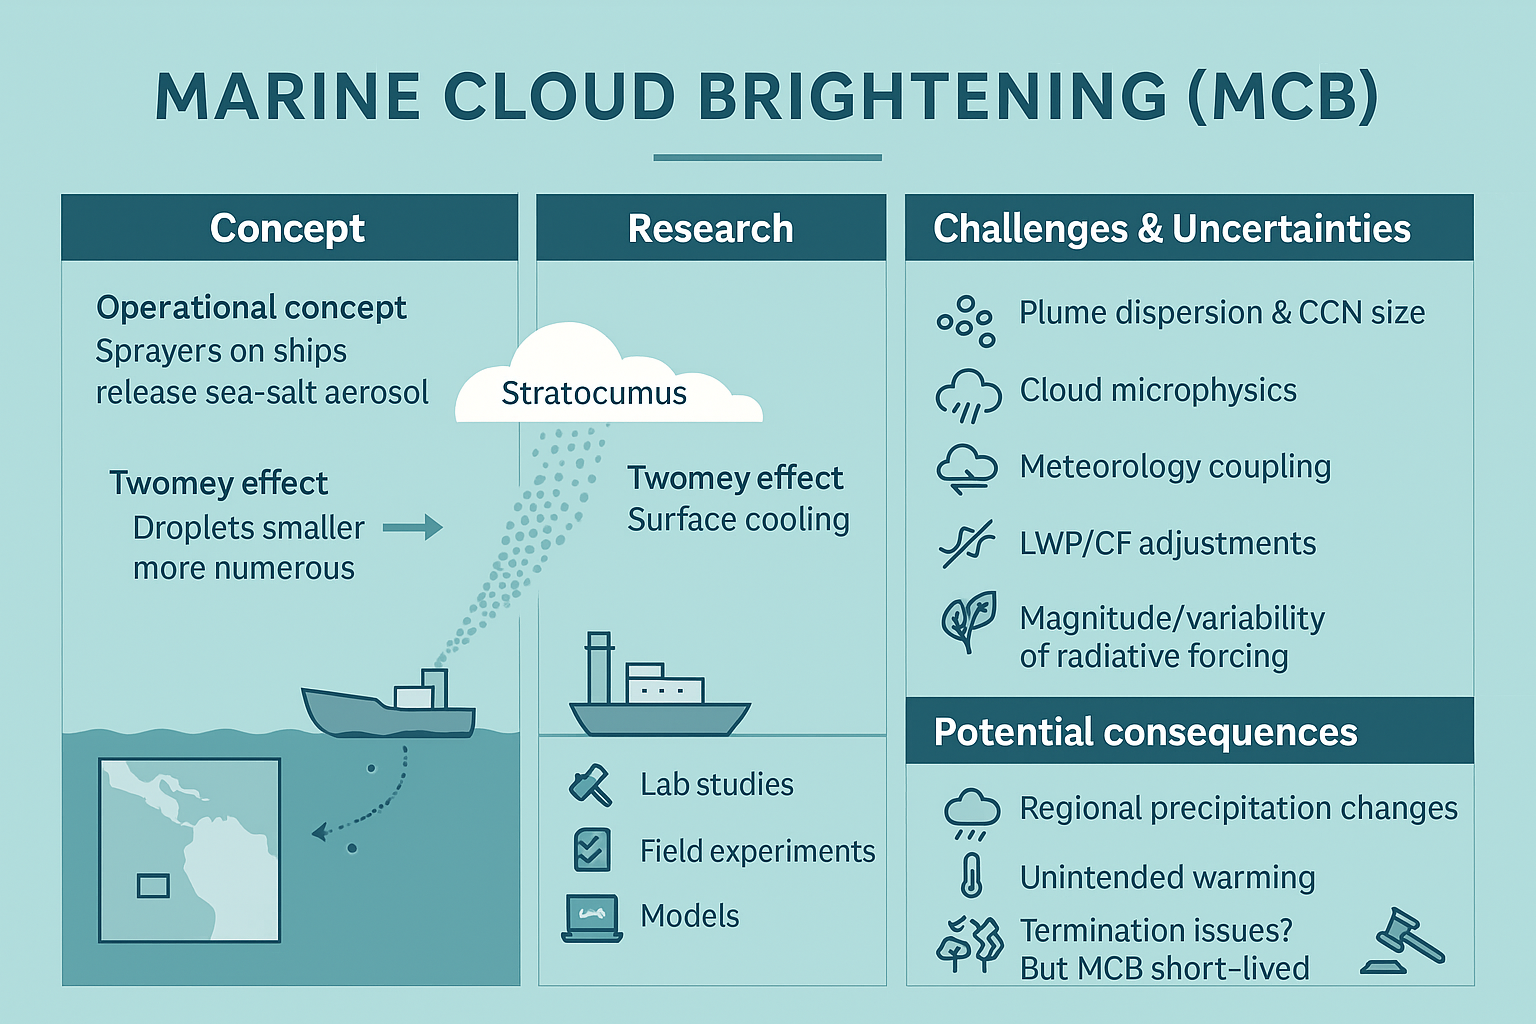 MARINE CLOUD BRIGHTENING (MCB)
Concept
Operational concept
Sprayers on ships
release sea-salt aerosol
Twomey effect
Droplets smaller
more numerous
Stratocumus
Research
Twomey effect
Surface cooling
Lab studies
Field experiments
Models
Challenges & Uncertainties
Plume dispersion & CCN size
Cloud microphysics
Meteorology coupling
LWP/CF adjustments
Magnitude/variability
of radiative forcing
Potential consequences
Regional precipitation changes
Unintended warming
Termination issues?
But MCB short-lived